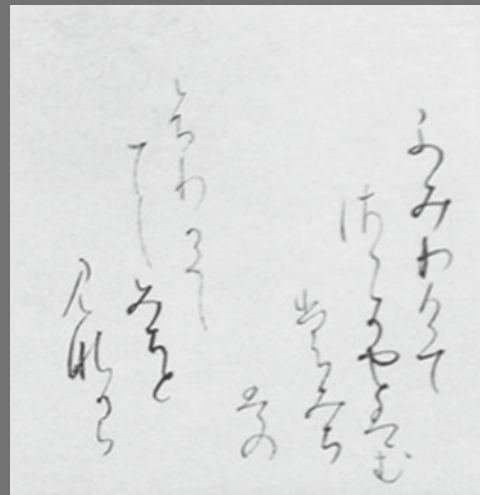 ふみわけて
さらにやとはむ
もみち
はの
ふりかくし
てしみちと
みなから